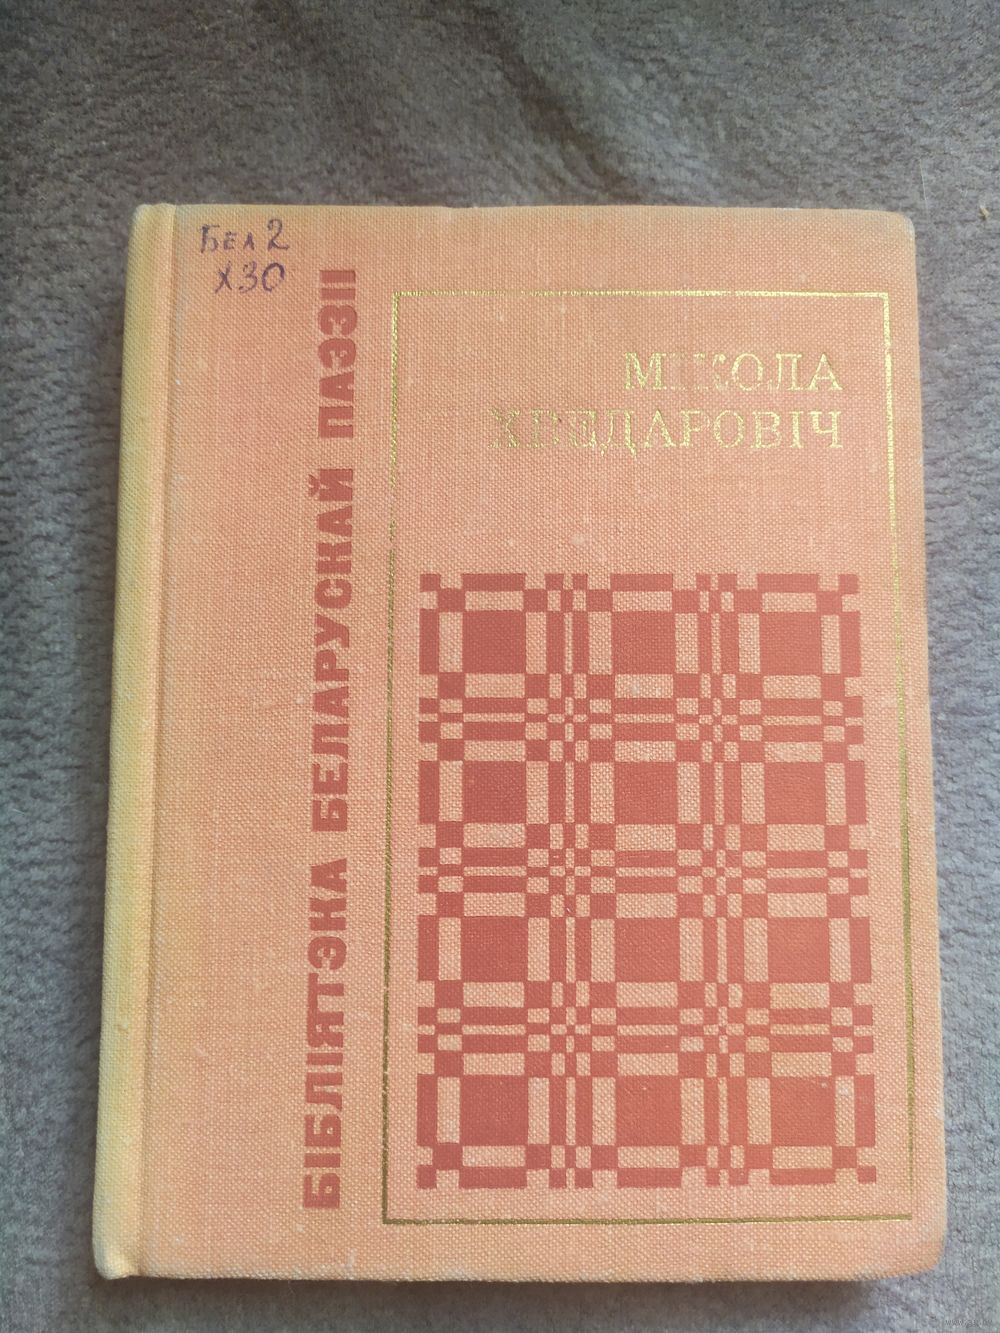 Бел 2
Х30
БІБЛІЯТЭКА БЕЛАРУСКАЙ ПАЭЗІІ
МІКОЛА
ХВЕДАРОВІЧ